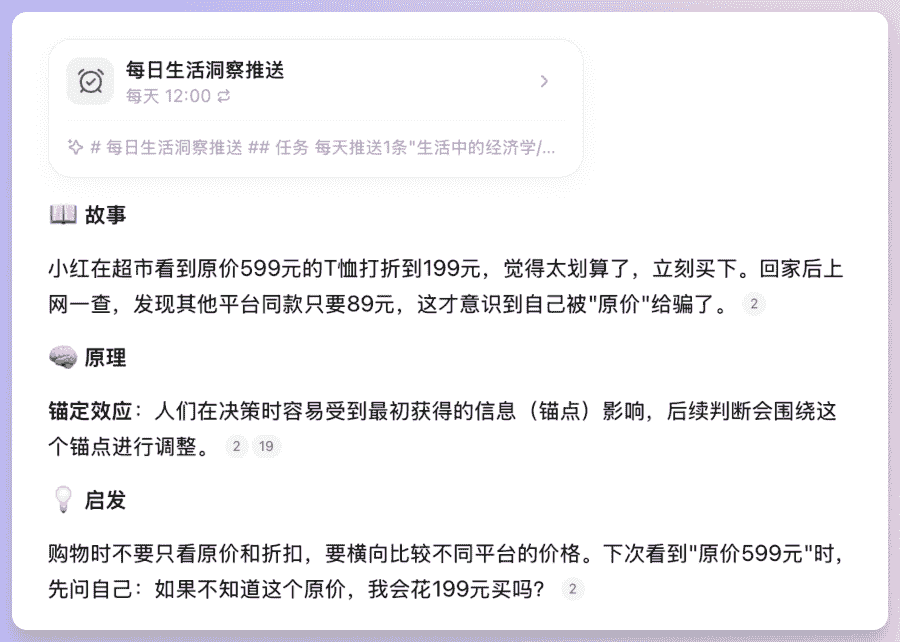 每日生活洞察推送
每天 12:00
# 每日生活洞察推送 ## 任务 每天推送1条"生活中的经济学/...
故事
小红在超市看到原价599元的T恤打折到199元，觉得太划算了，立刻买下。回家后上
网一查，发现其他平台同款只要89元，这才意识到自己被"原价"给骗了。 2
原理
锚定效应：人们在决策时容易受到最初获得的信息（锚点）影响，后续判断会围绕这
个锚点进行调整。 2 19
启发
购物时不要只看原价和折扣，要横向比较不同平台的价格。下次看到"原价599元"时，
先问自己：如果不知道这个原价，我会花199元买吗？ 2